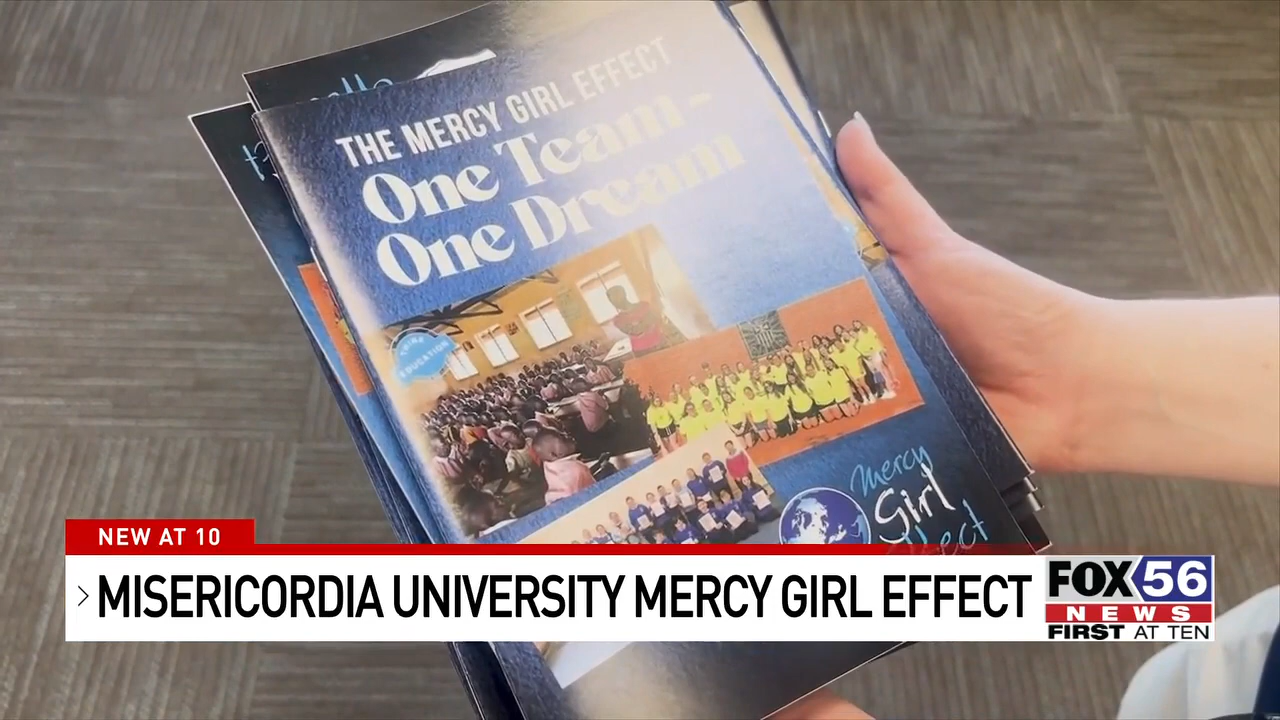 THE MERCY GIRL EFFECT
One Team -
One Dream
EDUCATION
mercy
Girl
NEW AT 10
MISERICORDIA UNIVERSITY MERCY GIRL EFFECT
FOX 56
NEWS
FIRST AT TEN